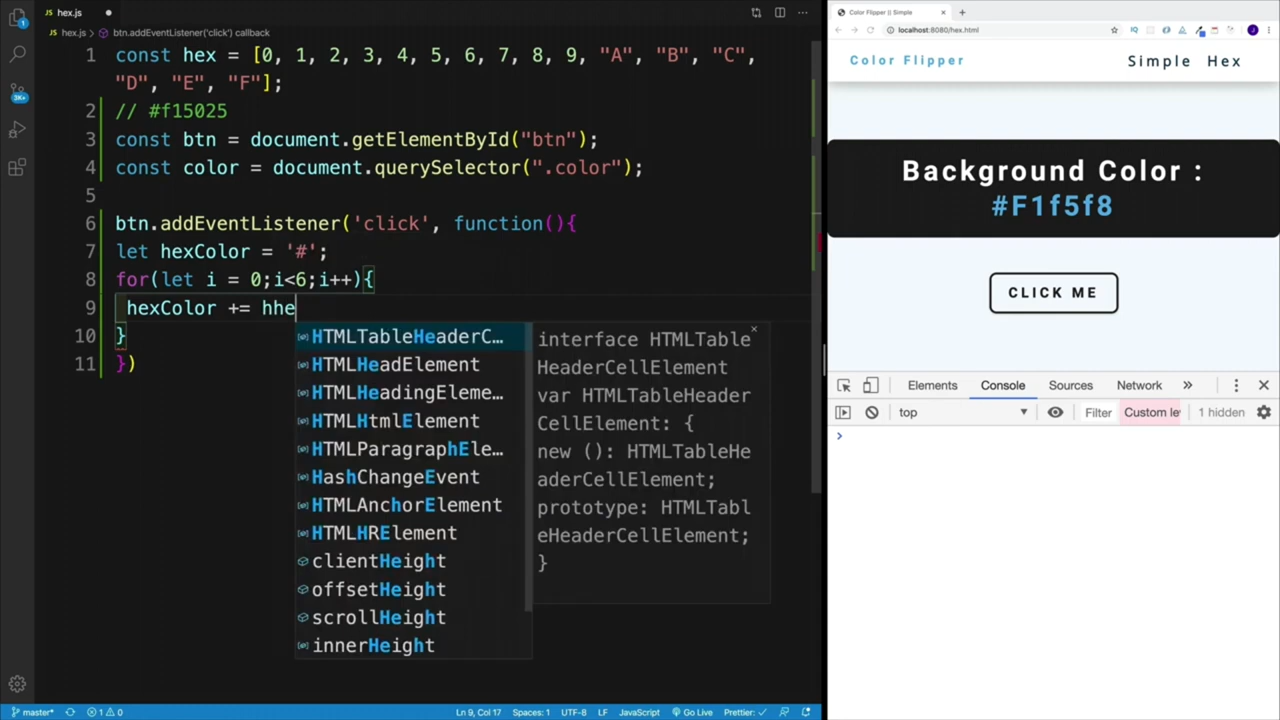 hex.js
hex.js > btn.addEventListener('click') callback
1 const hex = [0, 1, 2, 3, 4, 5, 6, 7, 8, 9, "A", "B", "C",
"D", "E", "F"];
2 // #f15025
3 const btn = document.getElementById("btn");
4 const color = document.querySelector(".color");
5
6 btn.addEventListener('click', function(){
7 let hexColor = '#';
8 for(let i = 0;i<6;i++){
9 hexColor += hhe
10 }
11 })
HTMLTableHeaderC…
HTMLHeadElement
HTMLHeadingEleme…
HTMLHtmlElement
HTMLParagraphEle…
HashChangeEvent
HTMLAnchorElement
HTMLHRElement
clientHeight
offsetHeight
scrollHeight
innerHeight
interface HTMLTable
HeaderCellElement
var HTMLTableHeader
CellElement: {
new (): HTMLTableHe
aderCellElement;
prototype: HTMLTabl
eHeaderCellElement;
}
1
3K+
master*
1 0
Ln 9, Col 17
Spaces: 1
UTF-8
LF
JavaScript
Go Live
Prettier: ✓
Color Flipper || Simple
localhost:8080/hex.html
J
Color Flipper
Simple Hex
Background Color :
#F1f5f8
CLICK ME
Elements Console Sources Network »
top Filter Custom le 1 hidden